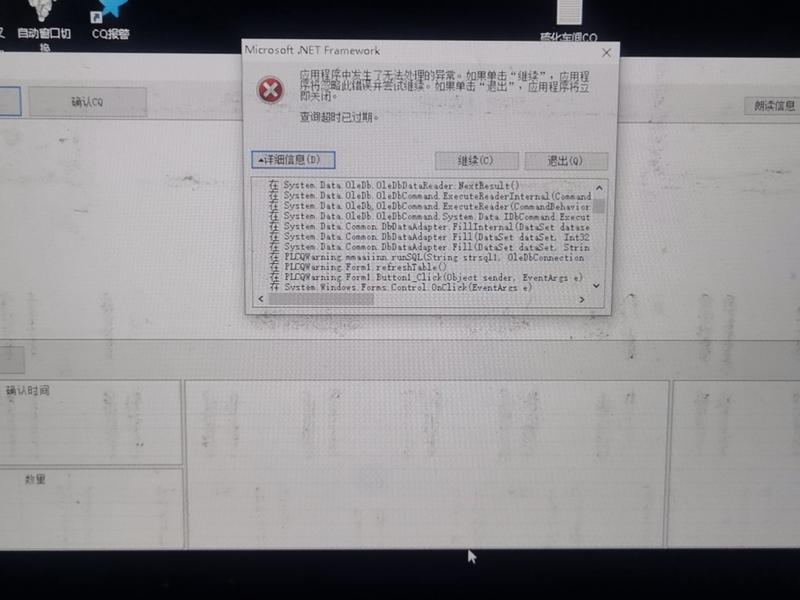 自动窗口切
换
CQ报警
硫化车间CQ
Microsoft .NET Framework
确认CQ
朗读信息
应用程序中发生了无法处理的异常。如果单击“继续”，应用程
序将忽略此错误并尝试继续。如果单击“退出”，应用程序将立
即关闭。
查询超时已过期。
详细信息(D)
继续(C)
退出(Q)
在 System.Data.OleDb.OleDbDataReader.NextResult()
在 System.Data.OleDb.OleDbCommand.ExecuteReaderInternal(Command
在 System.Data.OleDb.OleDbCommand.ExecuteReader(CommandBehavior
在 System.Data.OleDb.OleDbCommand.System.Data.IDbCommand.Execut
在 System.Data.Common.DbDataAdapter.FillInternal(DataSet datase
在 System.Data.Common.DbDataAdapter.Fill(DataSet dataSet, Int32
在 System.Data.Common.DbDataAdapter.Fill(DataSet dataSet, Strin
在 PLCQWarning.mmaaiinn.runSQL(String strsql1, OleDbConnection
在 PLCQWarning.Form1.refreshTable()
在 PLCQWarning.Form1.Button1_Click(Object sender, EventArgs e)
在 System.Windows.Forms.Control.OnClick(EventArgs e)
确认时间
数量